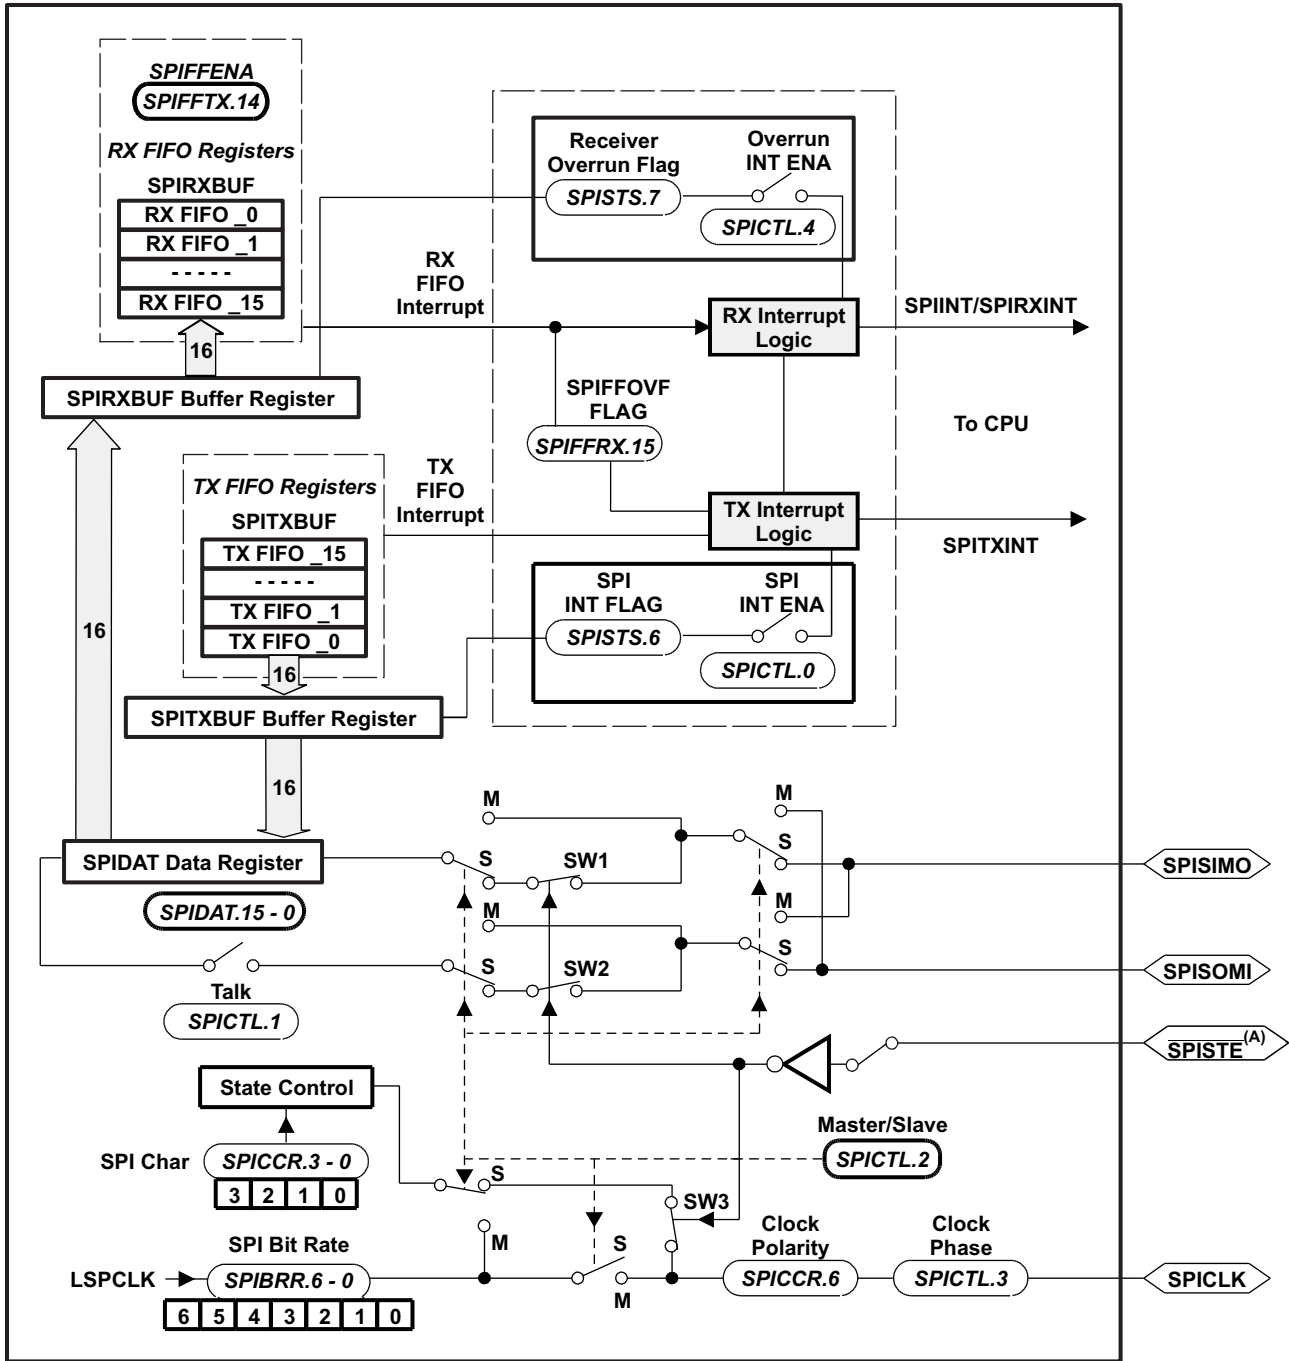 SPIFFENA
SPIFFTX.14
RX FIFO Registers
SPIRXBUF
RX FIFO _0
RX FIFO _1
- - - - -
RX FIFO _15
16
SPIRXBUF Buffer Register
Receiver
Overrun Flag
SPISTS.7
Overrun
INT ENA
SPICTL.4
RX
FIFO
Interrupt
RX Interrupt
Logic
SPIINT/SPIRXINT
SPIFFOVF
FLAG
SPIFFRX.15
To CPU
TX FIFO Registers
SPITXBUF
TX FIFO _15
- - - - -
TX FIFO _1
TX FIFO _0
16
TX
FIFO
Interrupt
TX Interrupt
Logic
SPITXINT
SPI
INT FLAG
SPISTS.6
SPI
INT ENA
SPICTL.0
16
SPITXBUF Buffer Register
16
SPIDAT Data Register
SPIDAT.15 - 0
M
S
SW1
M
S
SPISIMO
M
S
SW2
M
S
SPISOMI
Talk
SPICTL.1
SPISTE(A)
State Control
Master/Slave
SPICTL.2
SPI Char
SPICCR.3 - 0
3 2 1 0
S
M
SW3
SPI Bit Rate
LSPCLK
SPIBRR.6 - 0
6 5 4 3 2 1 0
S
M
Clock
Polarity
SPICCR.6
Clock
Phase
SPICTL.3
SPICLK